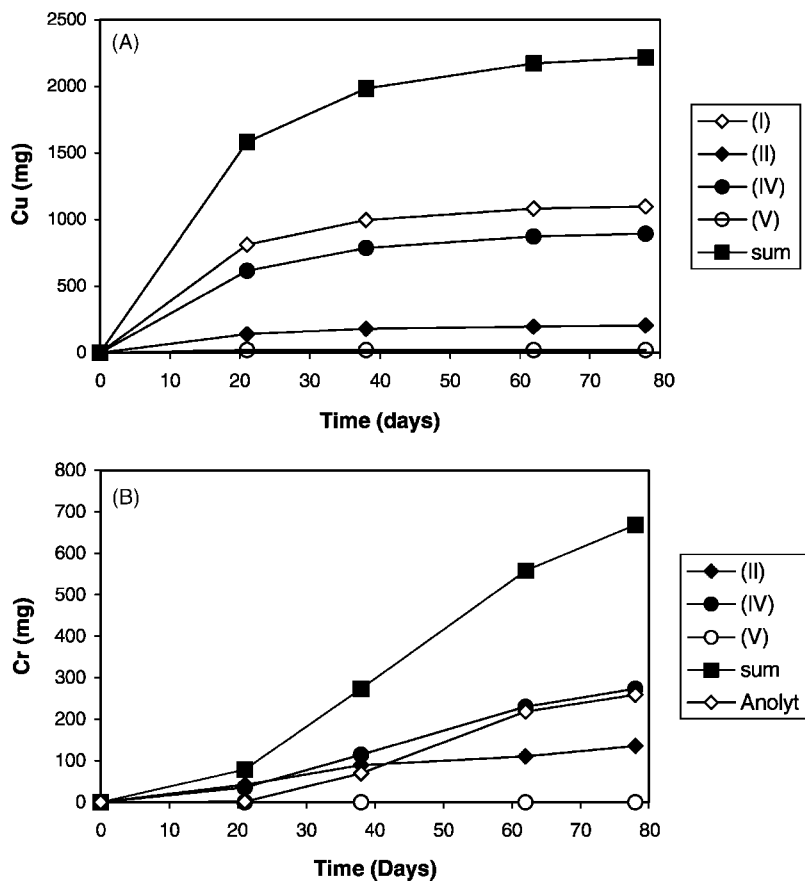 (A)
Cu (mg)
2500
2000
1500
1000
500
0
0 10 20 30 40 50 60 70 80
Time (days)
(I)
(II)
(IV)
(V)
sum
(B)
Cr (mg)
800
700
600
500
400
300
200
100
0
0 10 20 30 40 50 60 70 80
Time (Days)
(II)
(IV)
(V)
sum
Anolyt